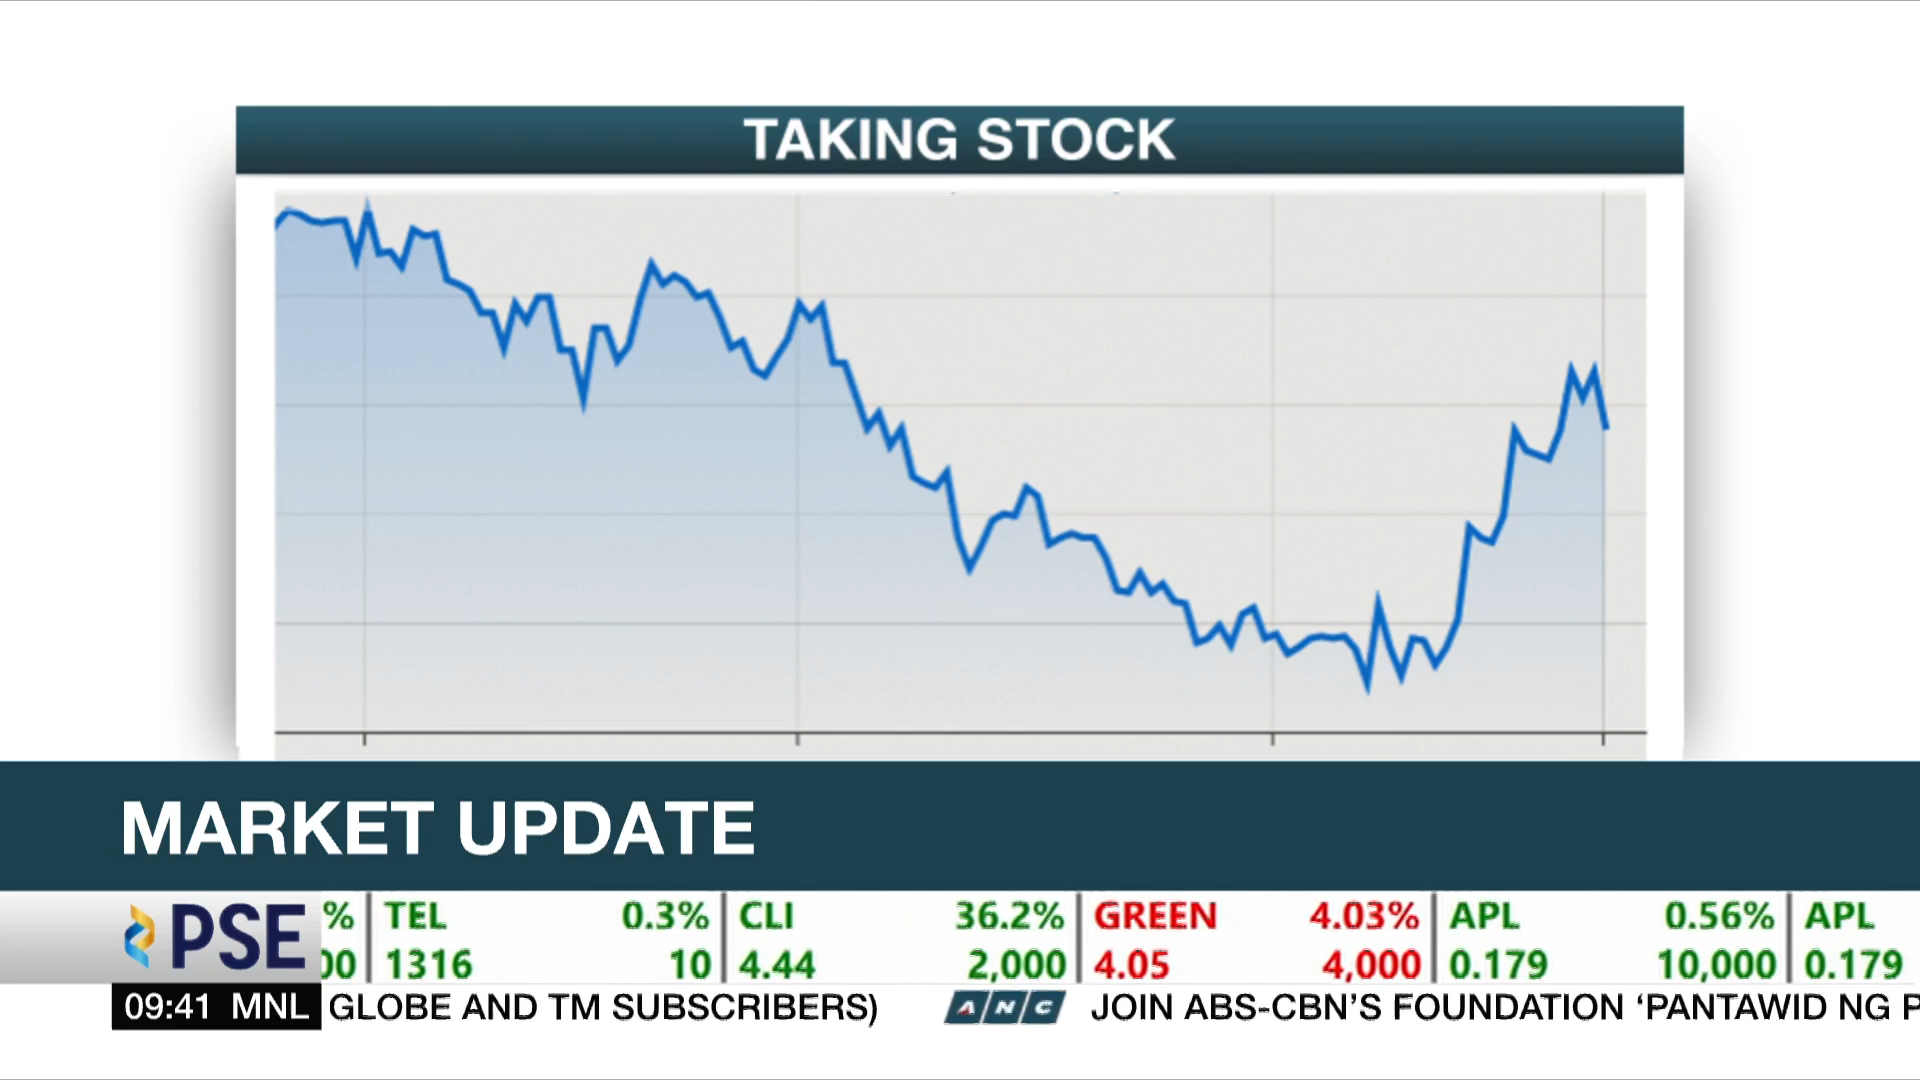 TAKING STOCK
MARKET UPDATE
PSE
% TEL 0.3% CLI 36.2% GREEN 4.03% APL 0.56% APL
00 1316 10 4.44 2,000 4.05 4,000 0.179 10,000 0.179
09:41 MNL GLOBE AND TM SUBSCRIBERS) ANC JOIN ABS-CBN’S FOUNDATION ‘PANTAWID NG P